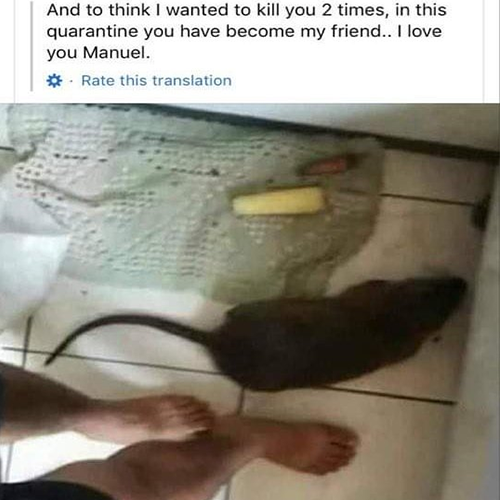 And to think I wanted to kill you 2 times, in this
quarantine you have become my friend.. I love
you Manuel.
· Rate this translation